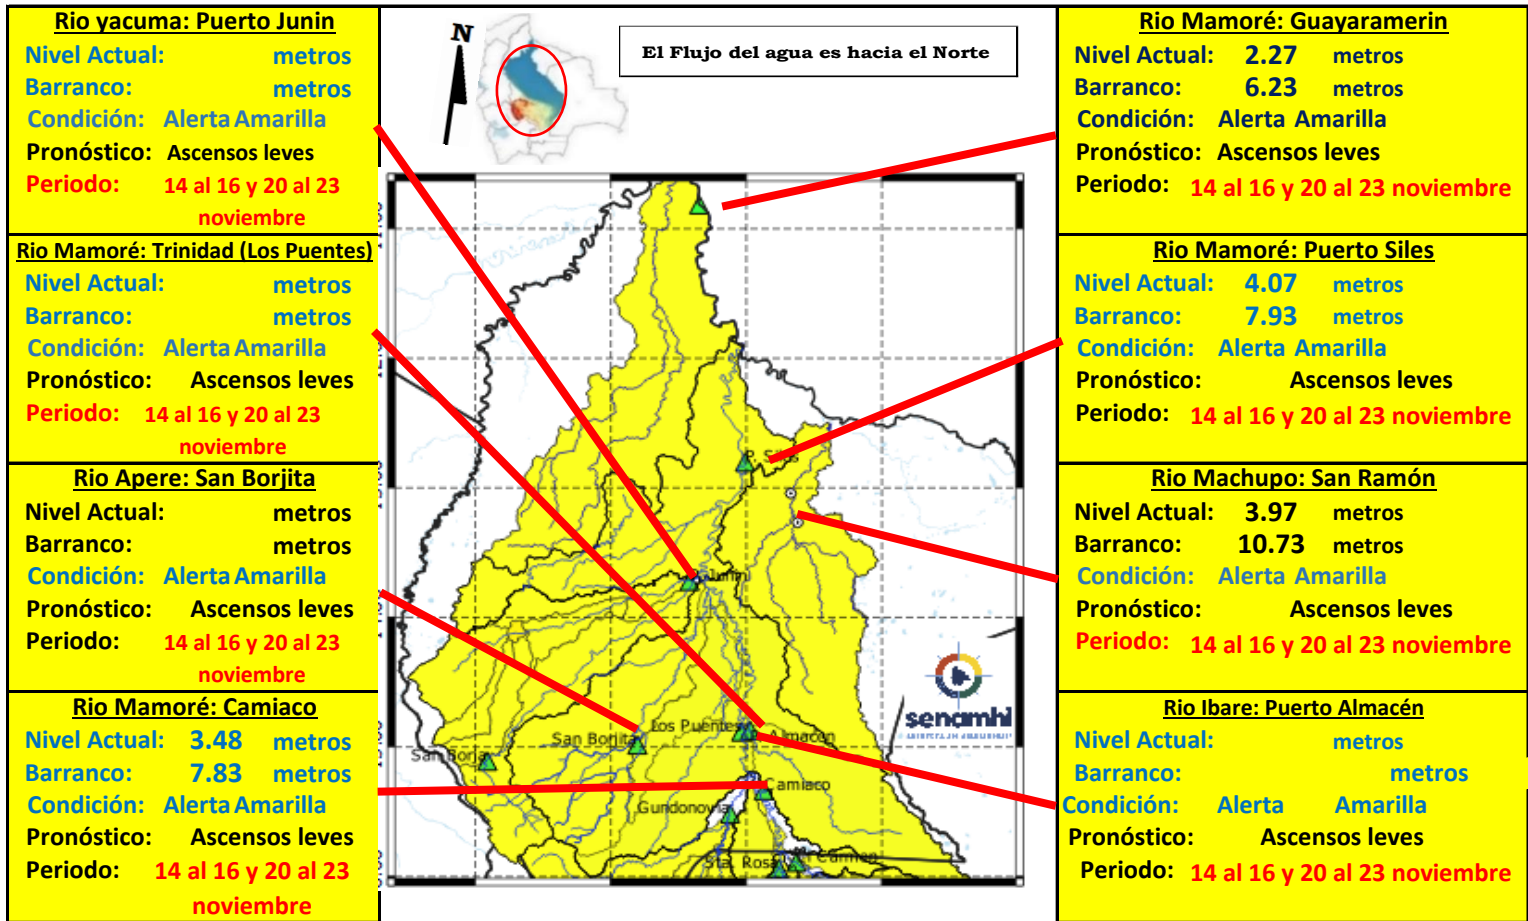 Rio yacuma: Puerto Junin
Nivel Actual: metros
Barranco: metros
Condición: Alerta Amarilla
Pronóstico: Ascensos leves
Periodo: 14 al 16 y 20 al 23
noviembre
Rio Mamoré: Trinidad (Los Puentes)
Nivel Actual: metros
Barranco: metros
Condición: Alerta Amarilla
Pronóstico: Ascensos leves
Periodo: 14 al 16 y 20 al 23
noviembre
Rio Apere: San Borjita
Nivel Actual: metros
Barranco: metros
Condición: Alerta Amarilla
Pronóstico: Ascensos leves
Periodo: 14 al 16 y 20 al 23
noviembre
Rio Mamoré: Camiaco
Nivel Actual: 3.48 metros
Barranco: 7.83 metros
Condición: Alerta Amarilla
Pronóstico: Ascensos leves
Periodo: 14 al 16 y 20 al 23
noviembre
N
El Flujo del agua es hacia el Norte
P. Siles
Junin
Los Puentes
P. Almacen
San Borjita
San Borja
Camiaco
Gundonovia
Sta. Rosa
Carmen
senamhi
Rio Mamoré: Guayaramerin
Nivel Actual: 2.27 metros
Barranco: 6.23 metros
Condición: Alerta Amarilla
Pronóstico: Ascensos leves
Periodo: 14 al 16 y 20 al 23 noviembre
Rio Mamoré: Puerto Siles
Nivel Actual: 4.07 metros
Barranco: 7.93 metros
Condición: Alerta Amarilla
Pronóstico: Ascensos leves
Periodo: 14 al 16 y 20 al 23 noviembre
Rio Machupo: San Ramón
Nivel Actual: 3.97 metros
Barranco: 10.73 metros
Condición: Alerta Amarilla
Pronóstico: Ascensos leves
Periodo: 14 al 16 y 20 al 23 noviembre
Rio Ibare: Puerto Almacén
Nivel Actual: metros
Barranco: metros
Condición: Alerta Amarilla
Pronóstico: Ascensos leves
Periodo: 14 al 16 y 20 al 23 noviembre